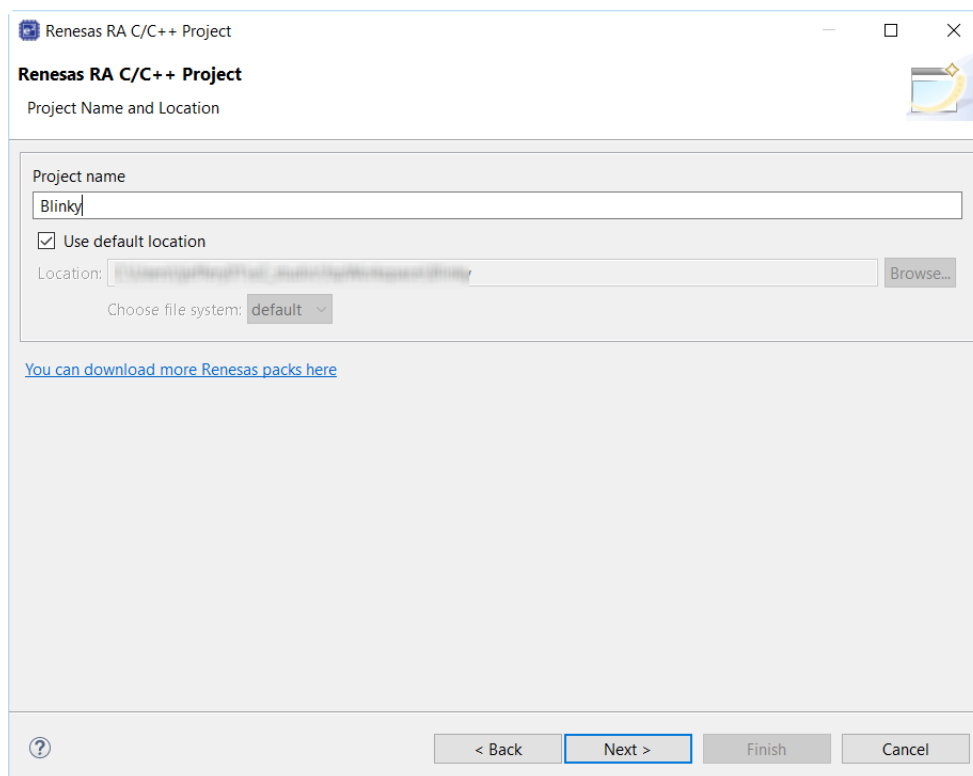 Renesas RA C/C++ Project
Renesas RA C/C++ Project
Project Name and Location
Project name
Blinky
Use default location
Location:
Browse...
Choose file system: default
You can download more Renesas packs here
< Back Next > Finish Cancel